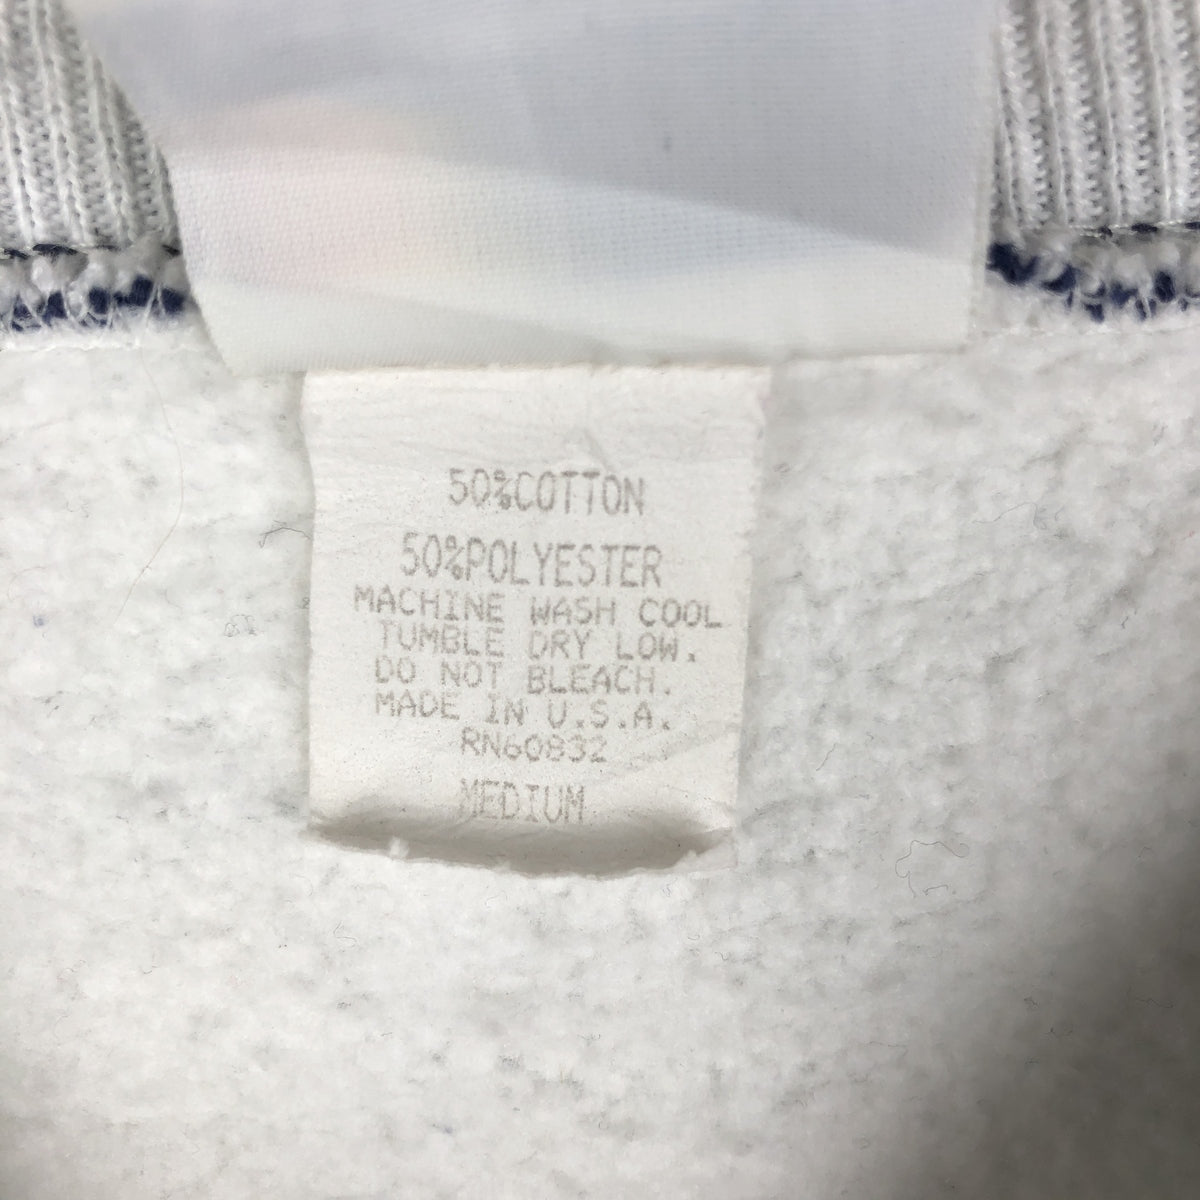 50%COTTON
50%POLYESTER
MACHINE WASH COOL
TUMBLE DRY LOW.
DO NOT BLEACH.
MADE IN U.S.A.
RN60832
MEDIUM